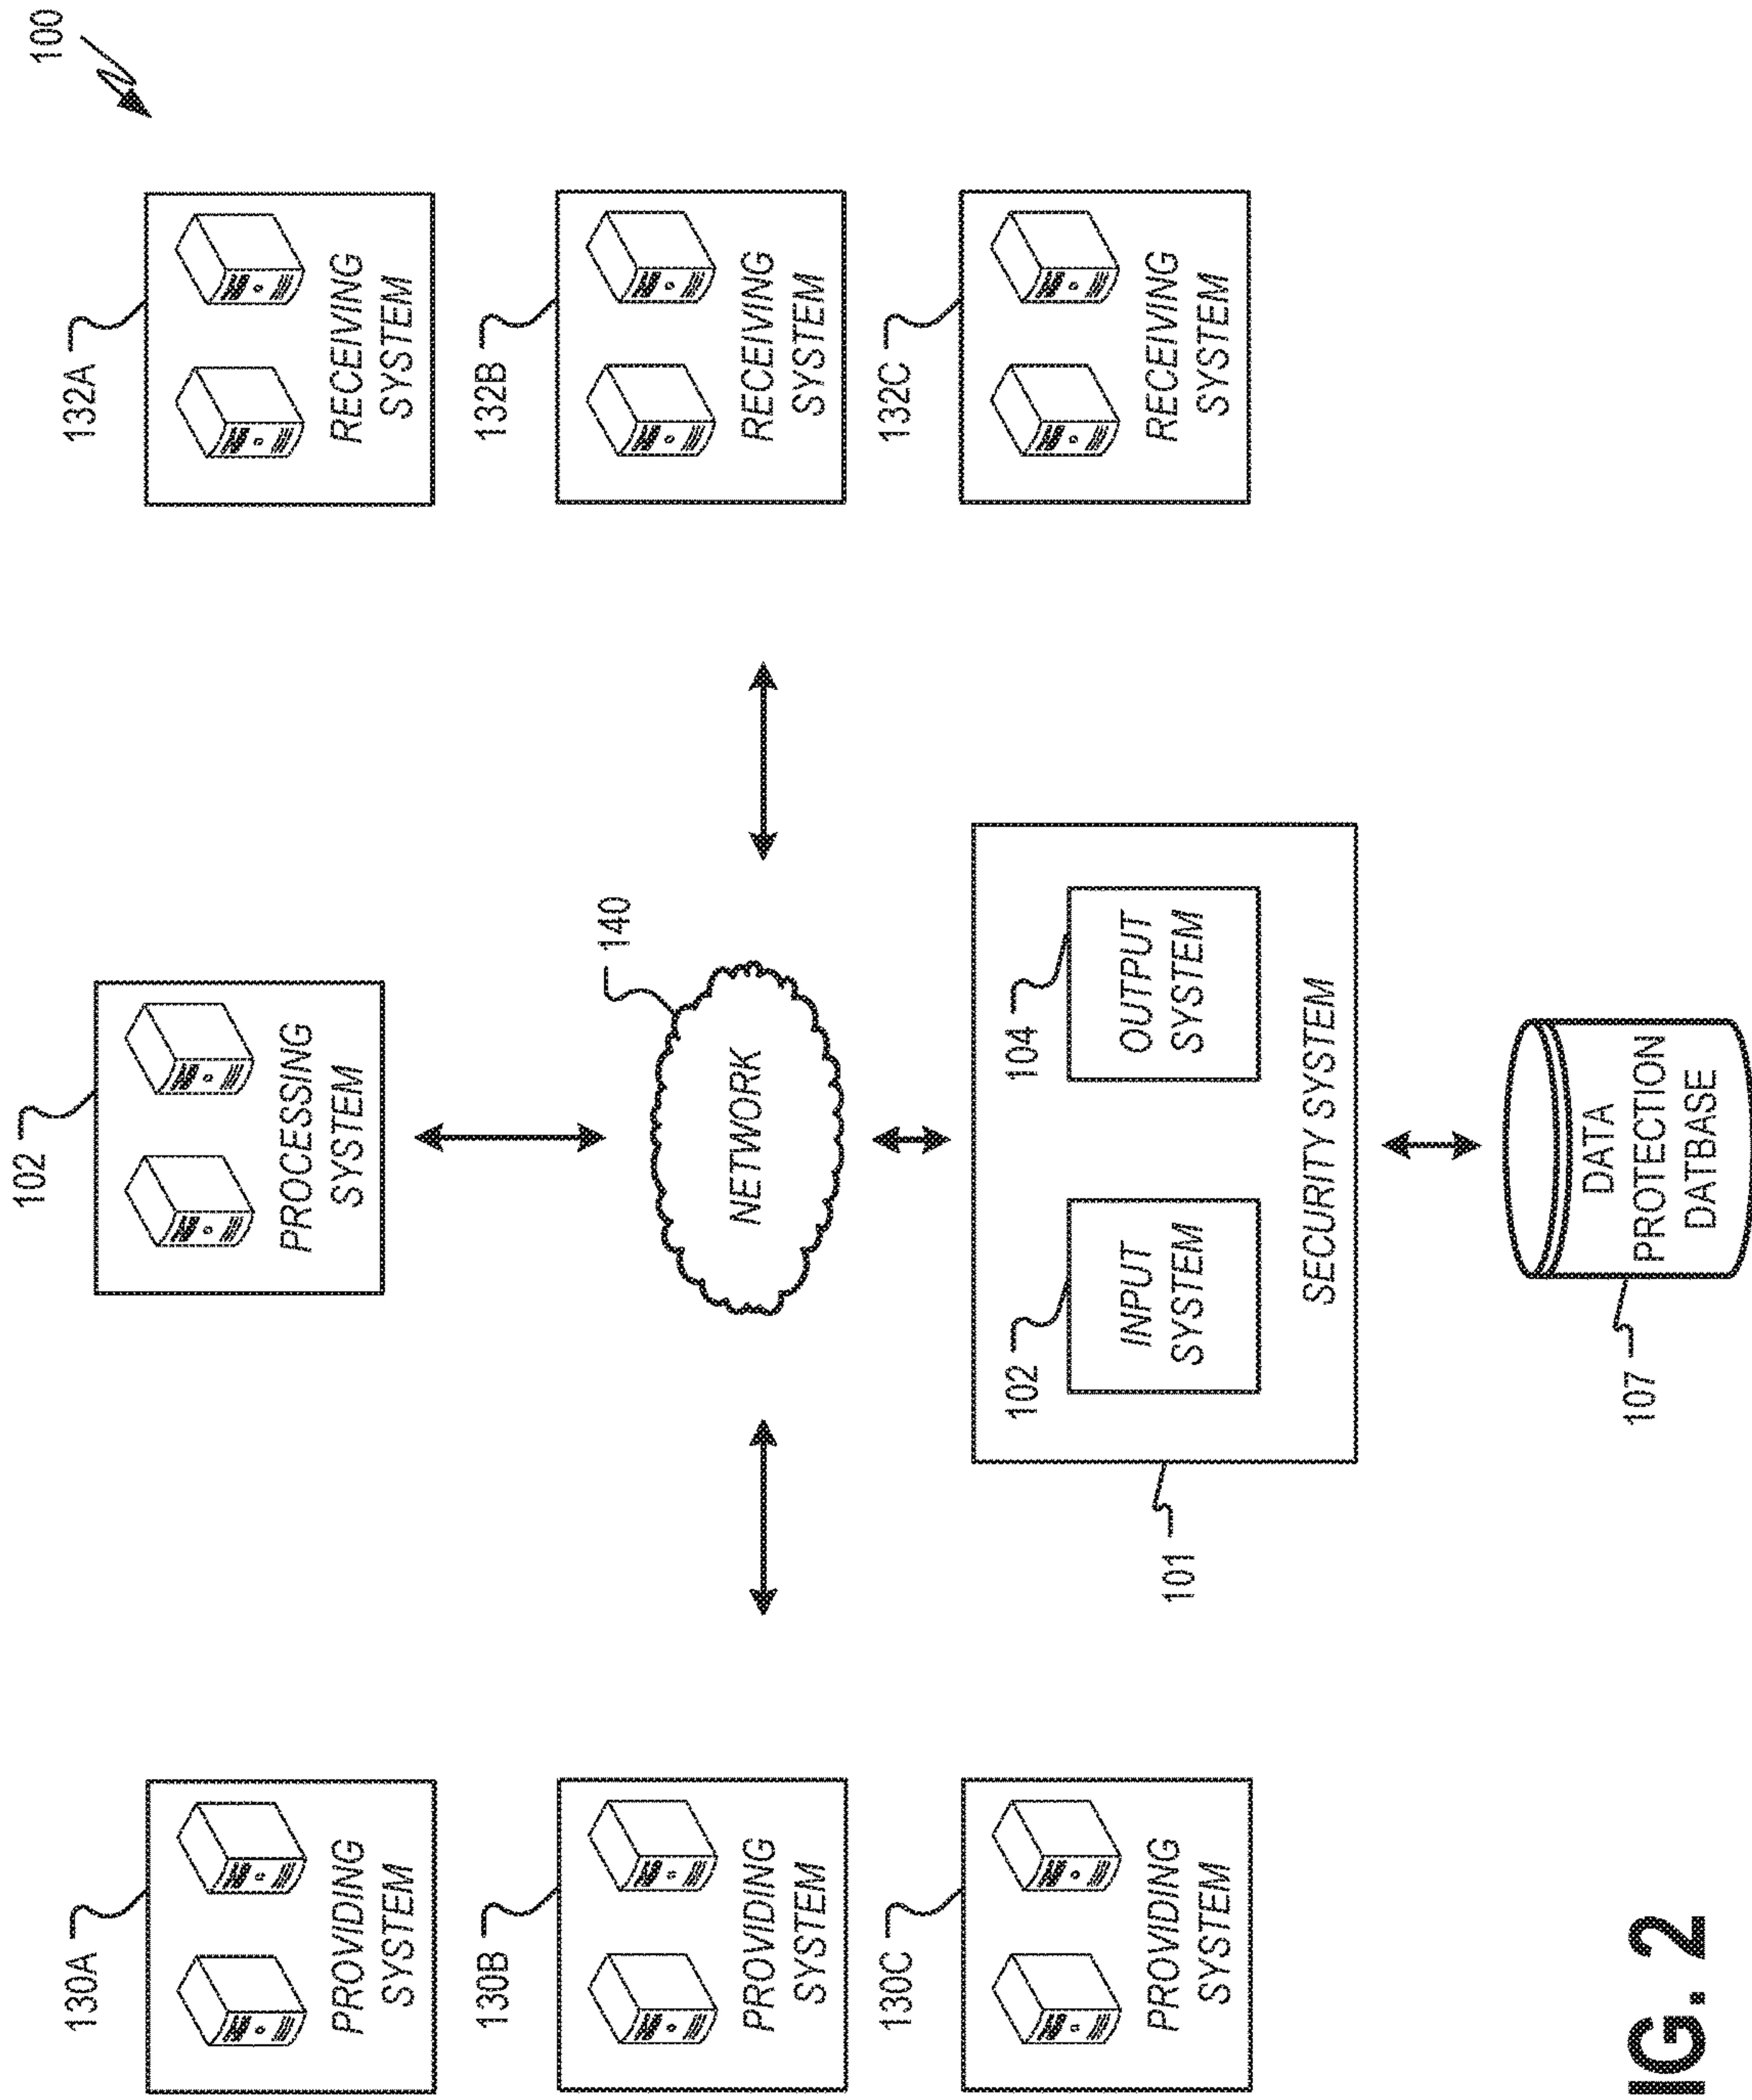 100
102
PROCESSING
SYSTEM
130A
PROVIDING
SYSTEM
132A
RECEIVING
SYSTEM
140
NETWORK
130B
PROVIDING
SYSTEM
132B
RECEIVING
SYSTEM
130C
PROVIDING
SYSTEM
102
INPUT
SYSTEM
104
OUTPUT
SYSTEM
132C
RECEIVING
SYSTEM
101
SECURITY SYSTEM
107
DATA
PROTECTION
DATBASE
IG. 2